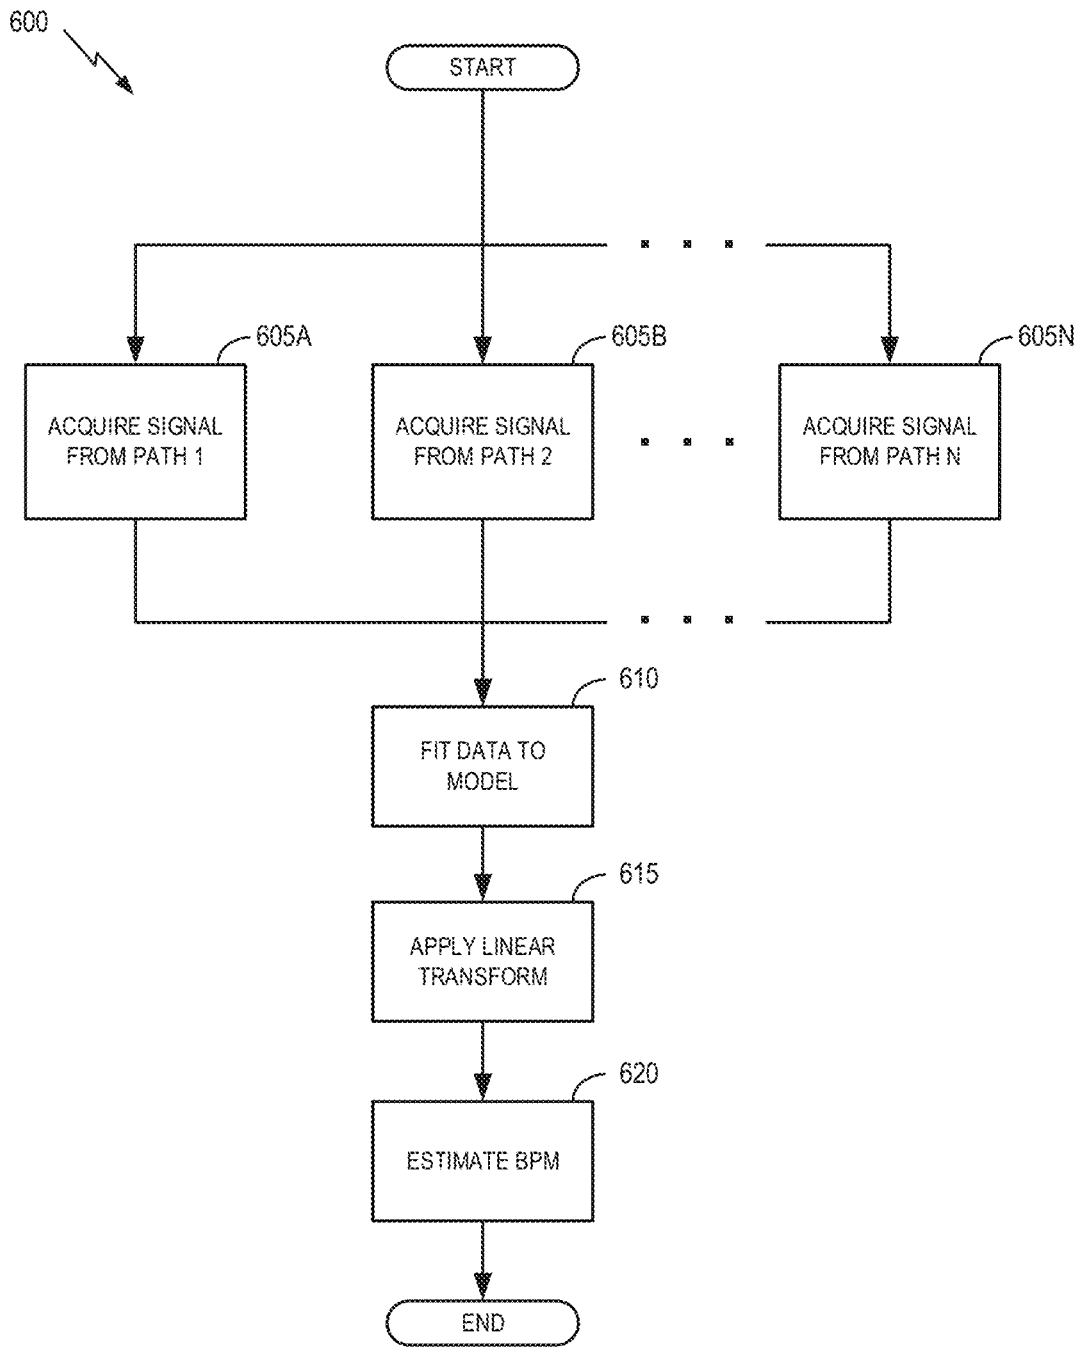 600
START
605A
605B
605N
ACQUIRE SIGNAL
FROM PATH 1
ACQUIRE SIGNAL
FROM PATH 2
ACQUIRE SIGNAL
FROM PATH N
610
FIT DATA TO
MODEL
615
APPLY LINEAR
TRANSFORM
620
ESTIMATE BPM
END